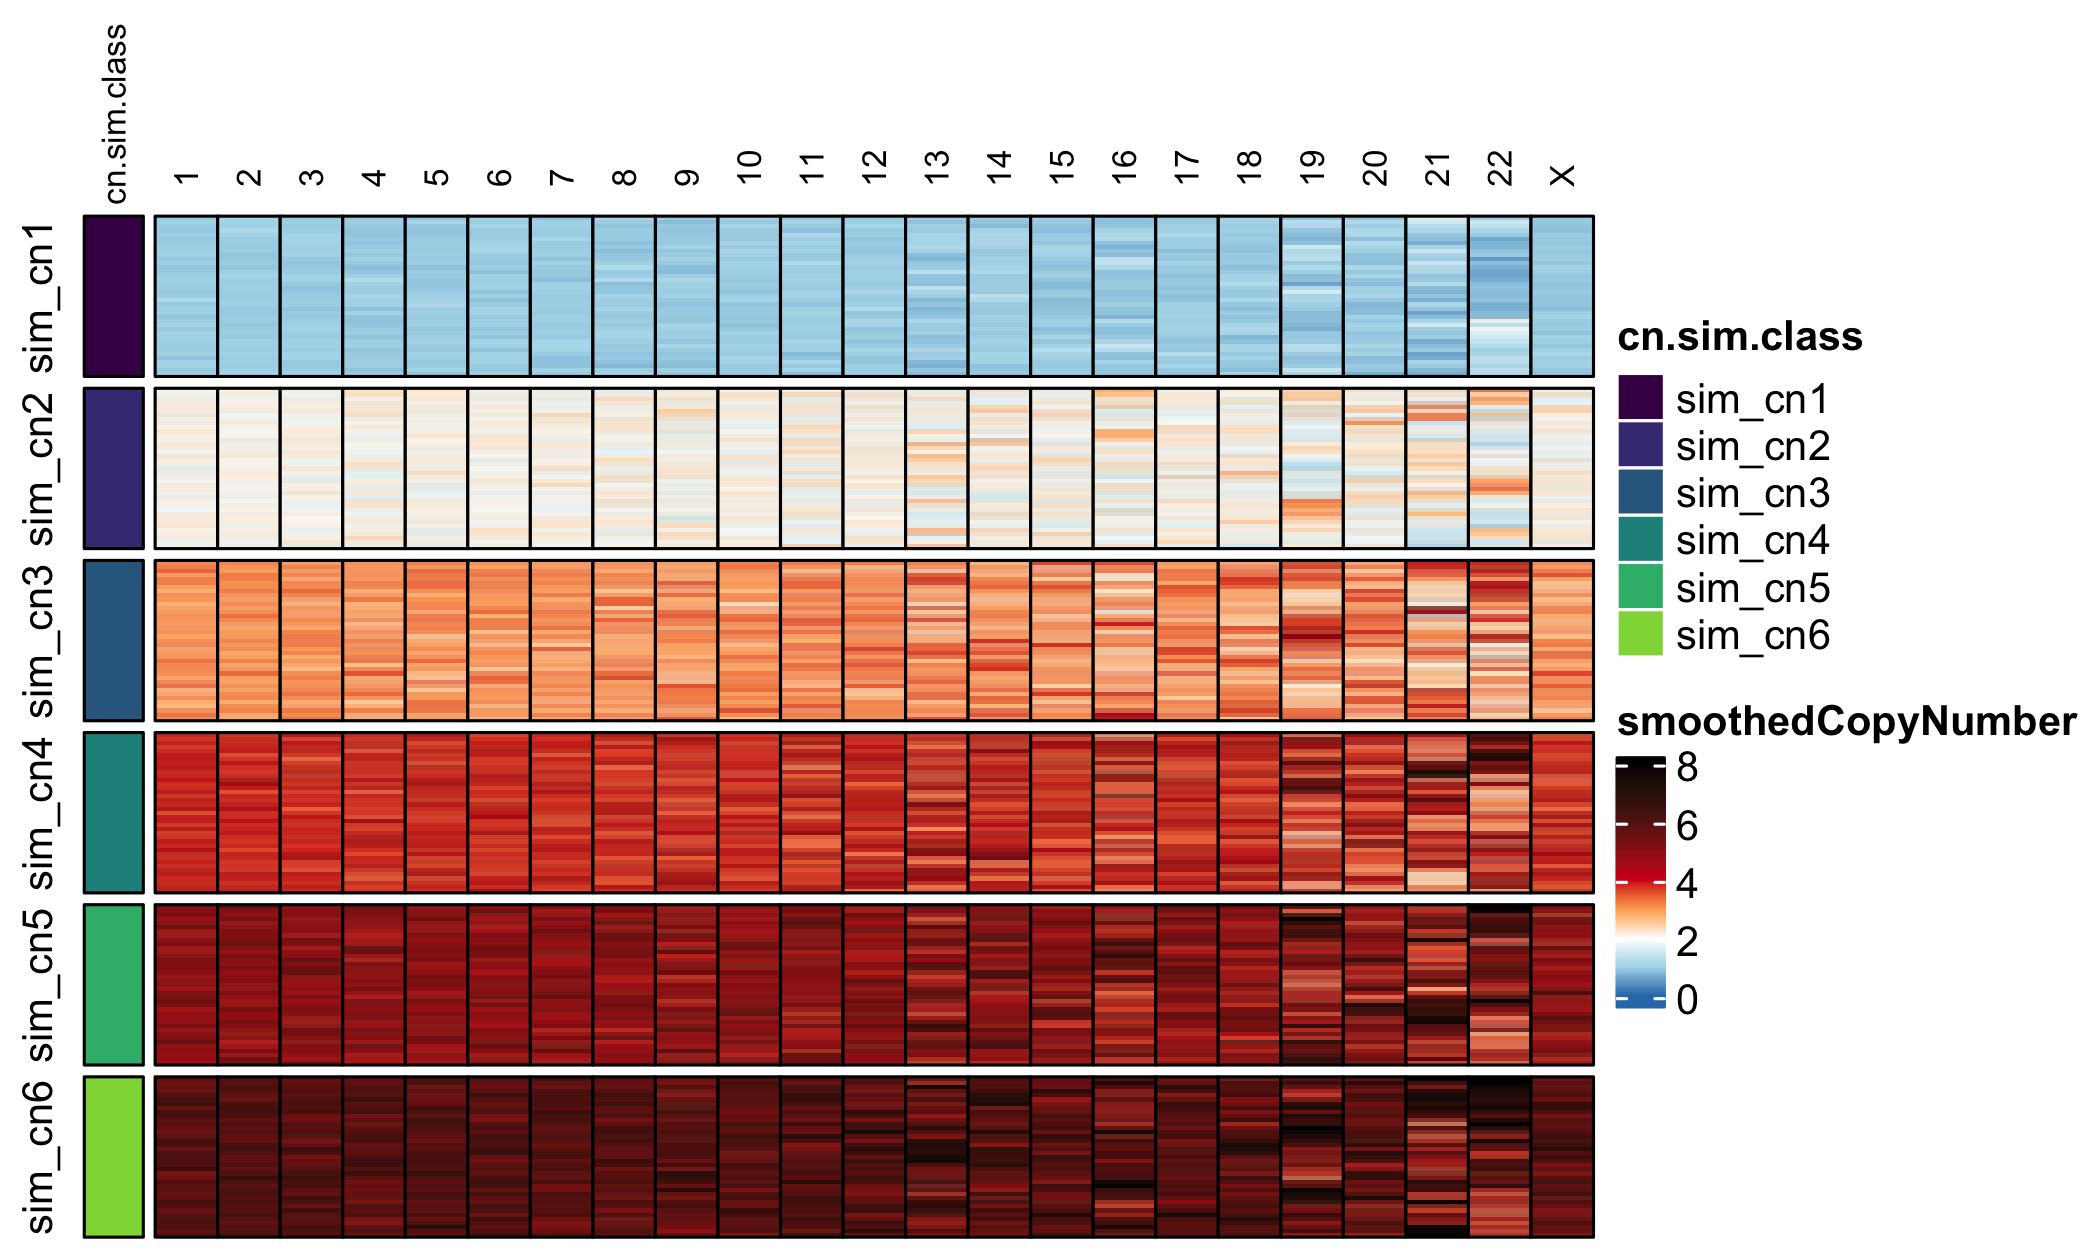 cn.sim.class
1 2 3 4 5 6 7 8 9 10 11 12 13 14 15 16 17 18 19 20 21 22 X
sim_cn1
sim_cn2
sim_cn3
sim_cn4
sim_cn5
sim_cn6
cn.sim.class
sim_cn1
sim_cn2
sim_cn3
sim_cn4
sim_cn5
sim_cn6
smoothedCopyNumber
8
6
4
2
0